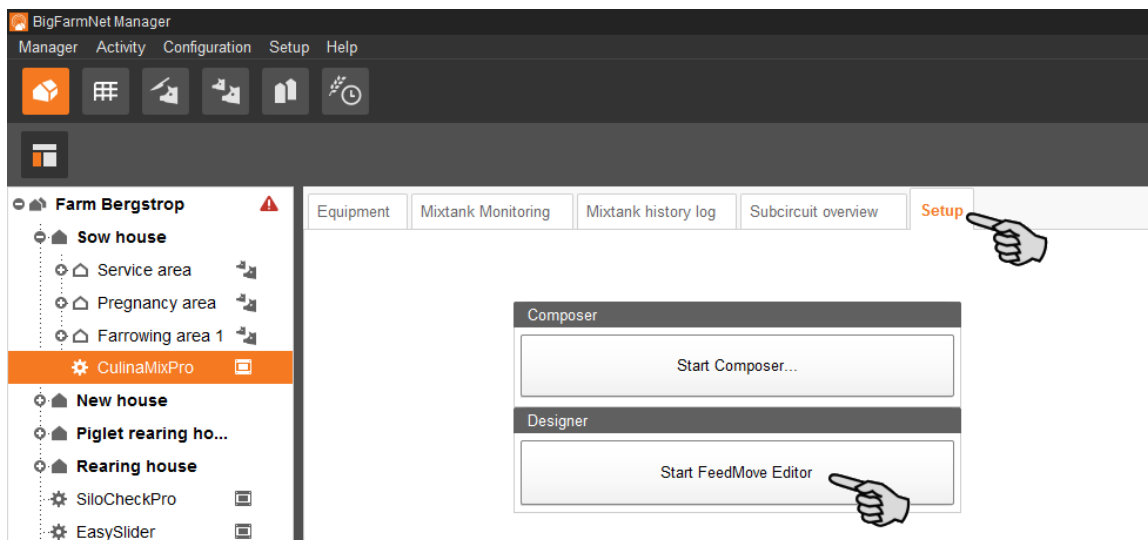 BigFarmNet Manager
Manager Activity Configuration Setup Help
Farm Bergstrop
Sow house
Service area
Pregnancy area
Farrowing area 1
CulinaMixPro
New house
Piglet rearing ho...
Rearing house
SiloCheckPro
EasySlider
Equipment Mixtank Monitoring Mixtank history log Subcircuit overview Setup
Composer
Start Composer...
Designer
Start FeedMove Editor